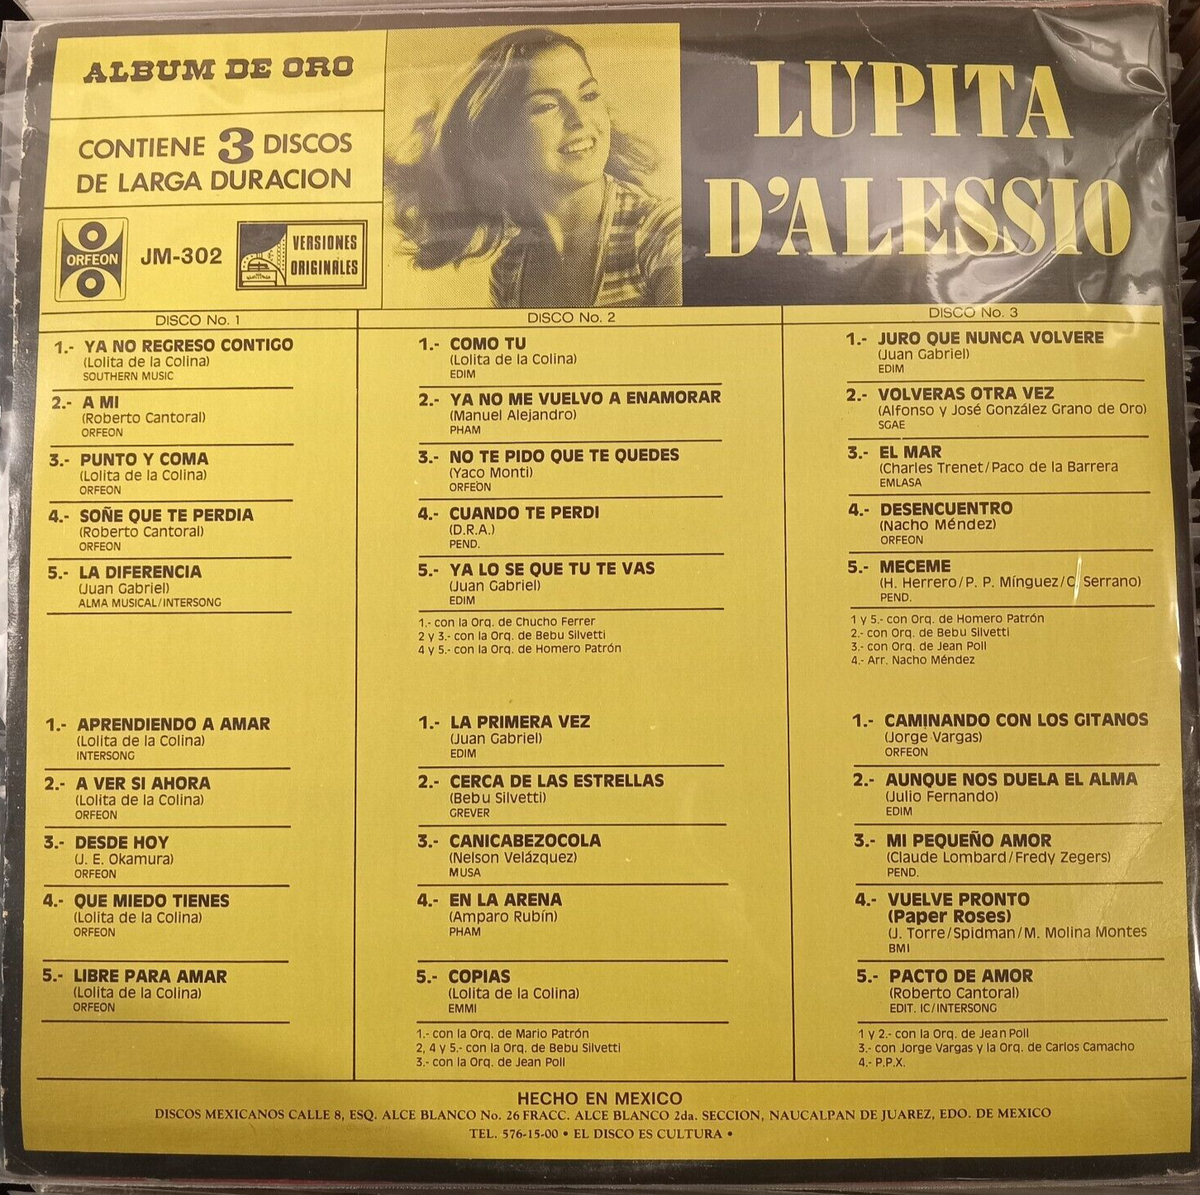 ALBUM DE ORO
CONTIENE 3 DISCOS
DE LARGA DURACION
ORFEON
JM-302
VERSIONES
ORIGINALES
LUPITA
D'ALESSIO
DISCO No. 1
1.- YA NO REGRESO CONTIGO
(Lolita de la Colina)
SOUTHERN MUSIC
2.- A MI
(Roberto Cantoral)
ORFEON
3.- PUNTO Y COMA
(Lolita de la Colina)
ORFEON
4.- SOÑE QUE TE PERDIA
(Roberto Cantoral)
ORFEON
5.- LA DIFERENCIA
(Juan Gabriel)
ALMA MUSICAL/INTERSONG
1.- APRENDIENDO A AMAR
(Lolita de la Colina)
INTERSONG
2.- A VER SI AHORA
(Lolita de la Colina)
ORFEON
3.- DESDE HOY
(J. E. Okamura)
ORFEON
4.- QUE MIEDO TIENES
(Lolita de la Colina)
ORFEON
5.- LIBRE PARA AMAR
(Lolita de la Colina)
ORFEON
DISCO No. 2
1.- COMO TU
(Lolita de la Colina)
EDIM
2.- YA NO ME VUELVO A ENAMORAR
(Manuel Alejandro)
PHAM
3.- NO TE PIDO QUE TE QUEDES
(Yaco Monti)
ORFEON
4.- CUANDO TE PERDI
(D.R.A.)
PEND.
5.- YA LO SE QUE TU TE VAS
(Juan Gabriel)
EDIM
1.- con la Orq. de Chucho Ferrer
2 y 3.- con la Orq. de Bebu Silvetti
4 y 5.- con la Orq. de Homero Patrón
1.- LA PRIMERA VEZ
(Juan Gabriel)
EDIM
2.- CERCA DE LAS ESTRELLAS
(Bebu Silvetti)
GREVER
3.- CANICABEZOCOLA
(Nelson Velázquez)
MUSA
4.- EN LA ARENA
(Amparo Rubín)
PHAM
5.- COPIAS
(Lolita de la Colina)
EMMI
1.- con la Orq. de Mario Patrón
2, 4 y 5.- con la Orq. de Bebu Silvetti
3.- con la Orq. de Jean Poll
DISCO No. 3
1.- JURO QUE NUNCA VOLVERE
(Juan Gabriel)
EDIM
2.- VOLVERAS OTRA VEZ
(Alfonso y José González Grano de Oro)
SGAE
3.- EL MAR
(Charles Trenet/Paco de la Barrera
EMLASA
4.- DESENCUENTRO
(Nacho Méndez)
ORFEON
5.- MECEME
(H. Herrero/P. P. Mínguez/C. Serrano)
PEND.
1 y 5.- con Orq. de Homero Patrón
2.- con Orq. de Bebu Silvetti
3.- con Orq. de Jean Poll
4.- Arr. Nacho Méndez
1.- CAMINANDO CON LOS GITANOS
(Jorge Vargas)
ORFEON
2.- AUNQUE NOS DUELA EL ALMA
(Julio Fernando)
EDIM
3.- MI PEQUEÑO AMOR
(Claude Lombard/Fredy Zegers)
PEND.
4.- VUELVE PRONTO
(Paper Roses)
(J. Torre/Spidman/M. Molina Montes
BMI
5.- PACTO DE AMOR
(Roberto Cantoral)
EDIT. IC/INTERSONG
1 y 2.- con la Orq. de Jean Poll
3.- con Jorge Vargas y la Orq. de Carlos Camacho
4.- P.P.X.
HECHO EN MEXICO
DISCOS MEXICANOS CALLE 8, ESQ. ALCE BLANCO No. 26 FRACC. ALCE BLANCO 2da. SECCION, NAUCALPAN DE JUAREZ, EDO. DE MEXICO
TEL. 576-15-00 • EL DISCO ES CULTURA •